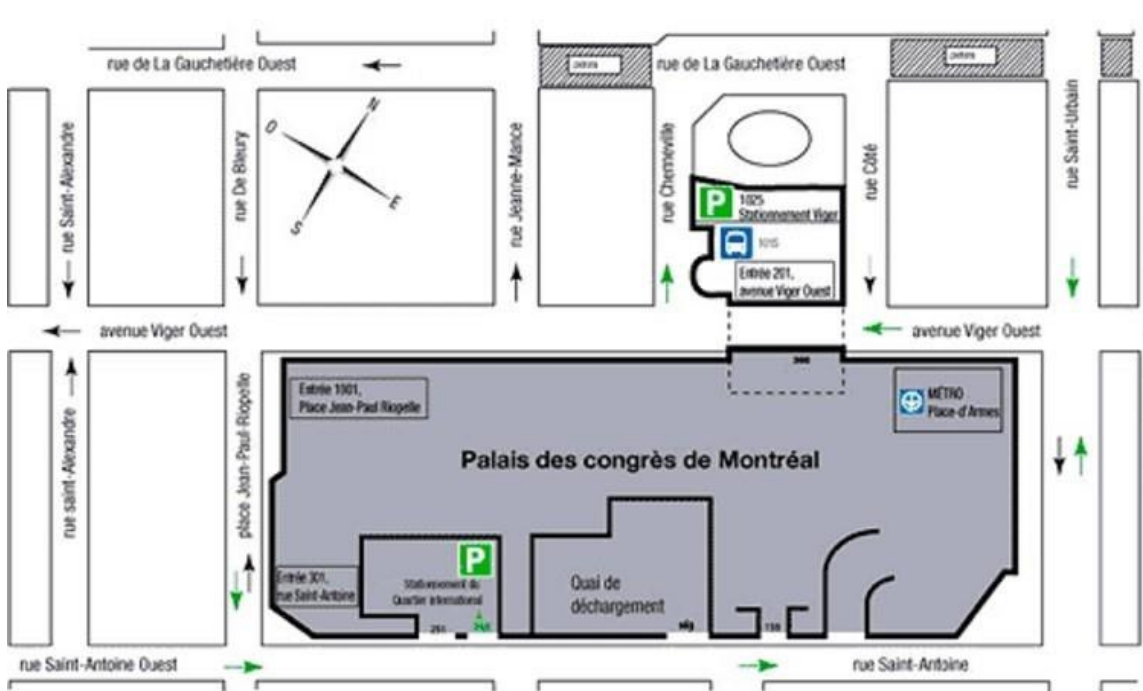 rue de La Gauchetière Ouest
rue de La Gauchetière Ouest
rue Saint-Alexandre
rue De Bleury
N
O
E
S
rue Jeanne-Mance
rue Chenneville
rue Côté
rue Saint-Urbain
P
1025
Stationnement Viger
1015
Entrée 201,
avenue Viger Ouest
avenue Viger Ouest
avenue Viger Ouest
rue saint-Alexandre
place Jean-Paul-Riopelle
Entrée 1001,
Place Jean-Paul Riopelle
MÉTRO
Place-d'Armes
Palais des congrès de Montréal
P
Stationnement du
Quartier international
Entrée 301,
rue Saint-Antoine
Quai de
déchargement
251
159
rue Saint-Antoine Ouest
rue Saint-Antoine